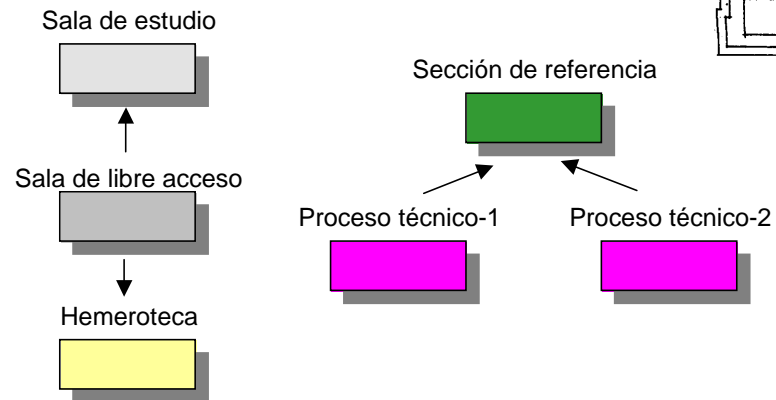 Sala de estudio
Sección de referencia
Sala de libre acceso
Proceso técnico-1
Proceso técnico-2
Hemeroteca